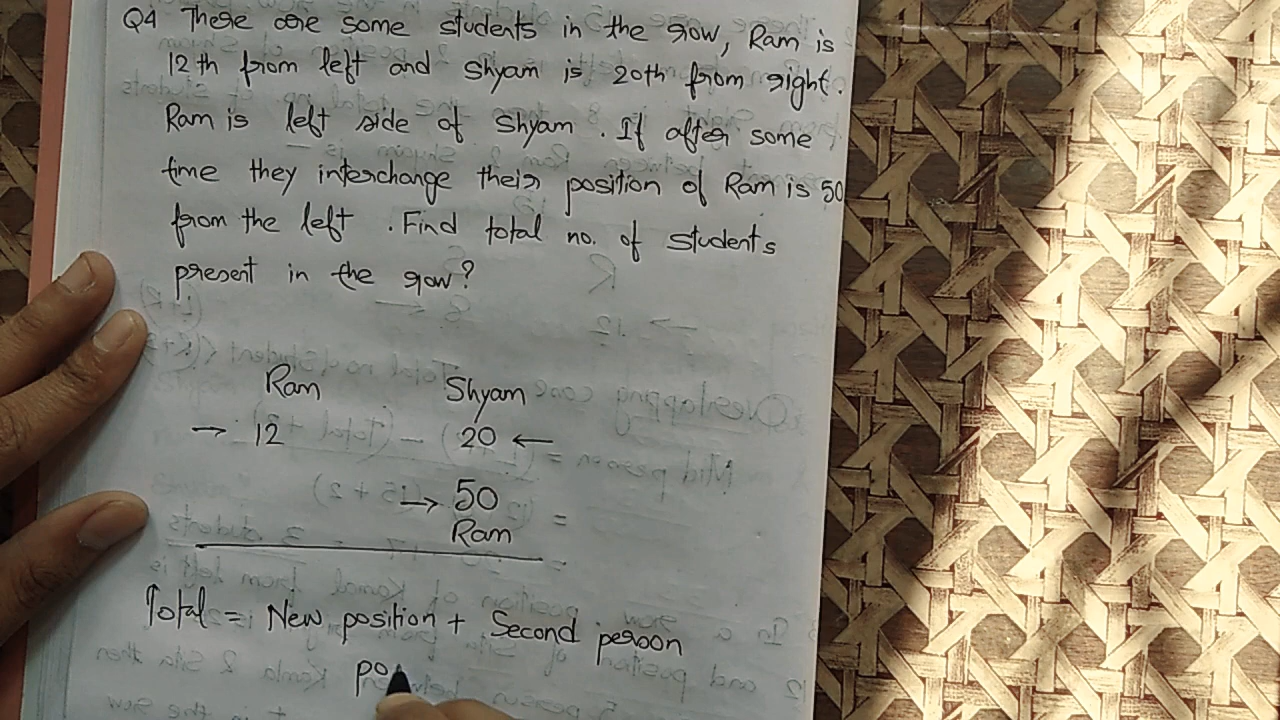 Q4 There are some students in the row, Ram is
12th from left and Shyam is 20th from right.
Ram is left side of Shyam. If after some
time they interchange their position of Ram is 50
from the left. Find total no. of students
present in the row?
Ram Shyam
→ 12 20 ←
→ 50
Ram
Total = New position + Second person
po